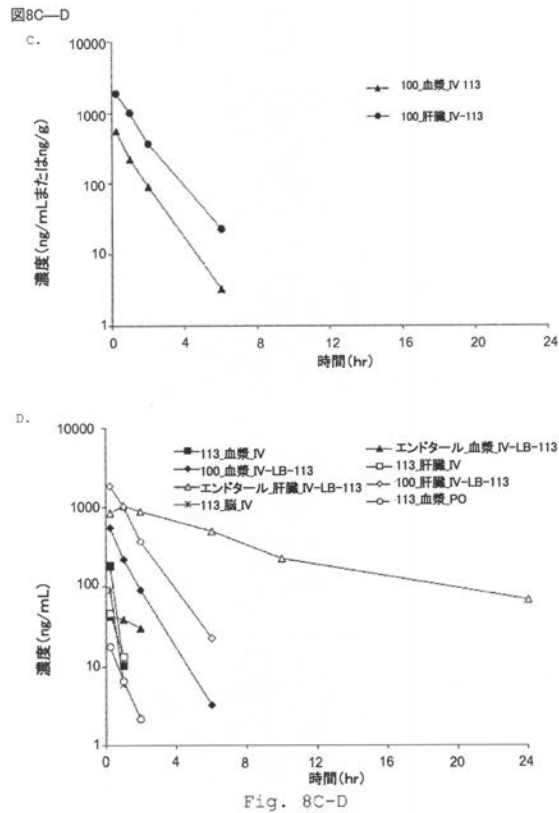 図8C—D
C.
10000
1000
100
10
1
濃度(ng/mLまたはng/g)
0
4
8
12
16
20
24
時間(hr)
100_血漿_IV 113
100_肝臓_IV-113
D.
10000
1000
100
10
1
濃度(ng/mL)
113_血漿_IV
エンドタール_血漿_IV-LB-113
100_血漿_IV-LB-113
113_肝臓_IV
エンドタール_肝臓_IV-LB-113
100_肝臓_IV-LB-113
113_脳_IV
113_血漿_PO
0
4
8
12
16
20
24
時間(hr)
Fig. 8C-D